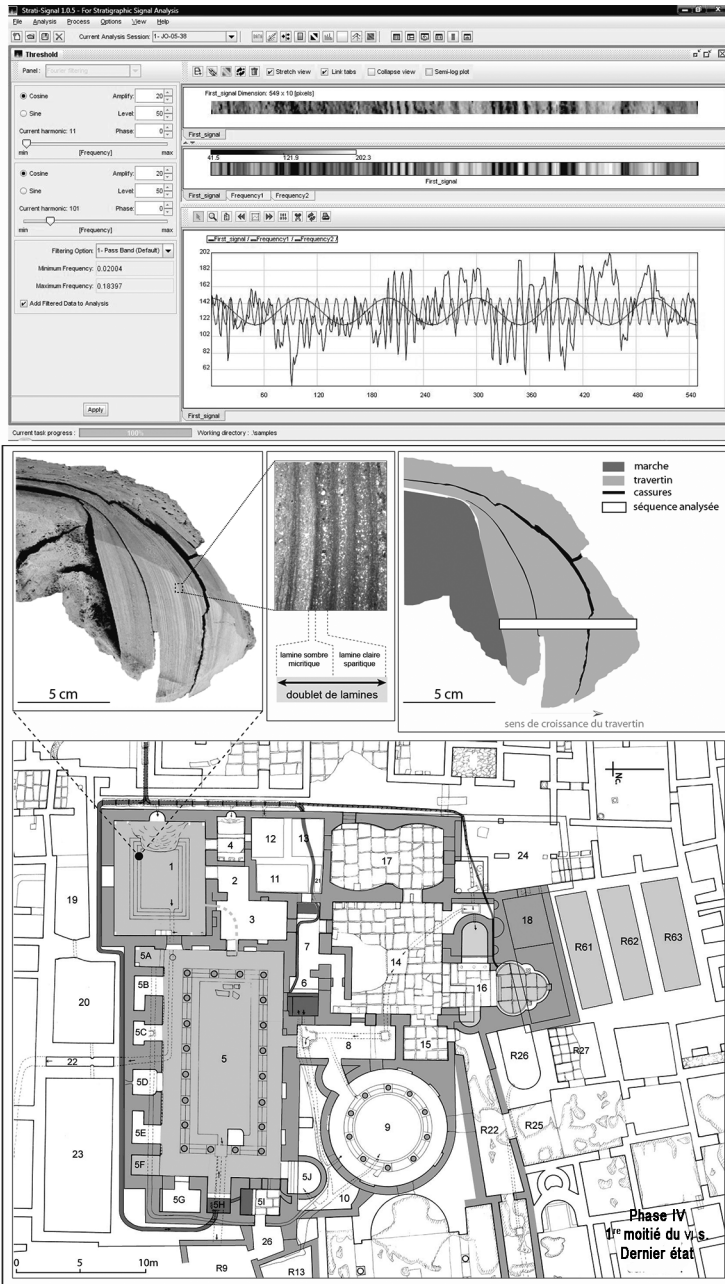 Strati-Signal 1.0.5 - For Stratigraphic Signal Analysis
File Analysis Process Options View Help
Current Analysis Session: 1- JO-05-38
Threshold
Panel : Fourier filtering
Stretch view Link tabs Collapse view Semi-log plot
Cosine Amplify: 20
Sine Level: 50
Current harmonic: 11 Phase: 0
min [Frequency] max
Cosine Amplify: 20
Sine Level: 50
Current harmonic: 101 Phase: 0
min [Frequency] max
Filtering Option: 1- Pass Band (Default)
Minimum Frequency: 0.02004
Maximum Frequency: 0.18397
Add Filtered Data to Analysis
Apply
First_signal Dimension: 549 x 10 [pixels]
First_signal
41.5 121.9 202.3
First_signal
First_signal Frequency1 Frequency2
First_signal / Frequency1 / Frequency2 /
202
182
162
142
122
102
82
62
60 120 180 240 300 360 420 480 540
First_signal
Current task progress : 100% Working directory : .\samples
5 cm
lamine sombre micritique
lamine claire sparitique
doublet de lamines
marche
travertin
cassures
séquence analysée
5 cm
sens de croissance du travertin
Nc
1
4
12
13
17
24
2
11
21
19
3
18
R61
R62
R63
5A
7
14
5B
6
16
20
5C
8
15
R26
R27
22
5
5D
9
R22
R25
23
5E
5F
5J
5G
5H
5I
10
26
R9
R13
0 5 10m
Phase IV
1re moitié du v. s.
Dernier état